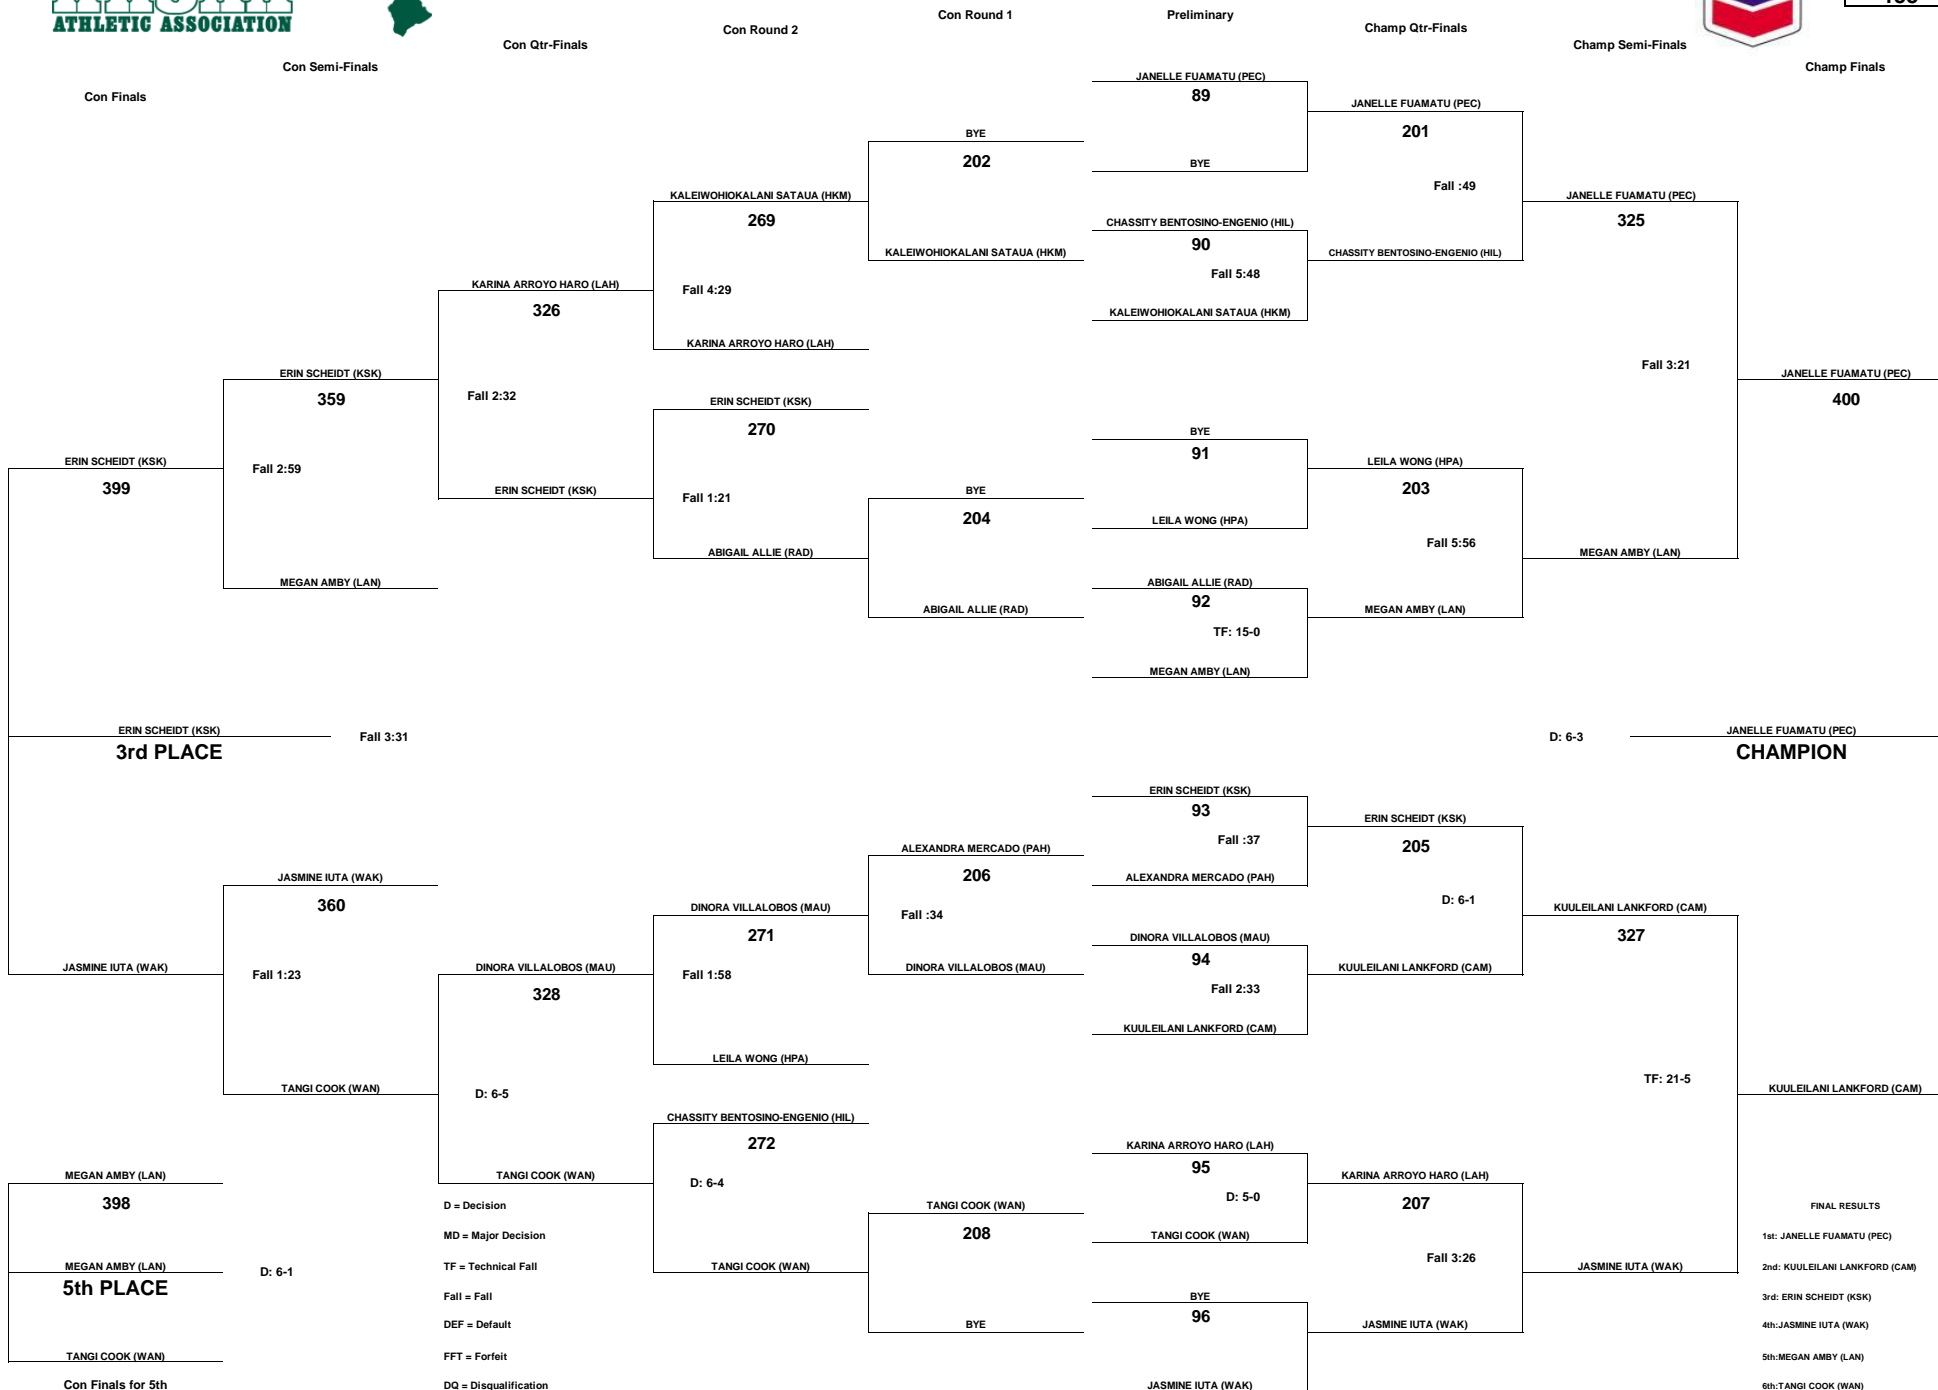 ATHLETIC ASSOCIATION
Con Finals
Con Semi-Finals
Con Qtr-Finals
Con Round 2
Con Round 1
Preliminary
Champ Qtr-Finals
Champ Semi-Finals
Champ Finals
JANELLE FUAMATU (PEC)
89
BYE
CHASSITY BENTOSINO-ENGENIO (HIL)
90
Fall 5:48
KALEIWOHIOKALANI SATAUA (HKM)
BYE
91
LEILA WONG (HPA)
ABIGAIL ALLIE (RAD)
92
TF: 15-0
MEGAN AMBY (LAN)
ERIN SCHEIDT (KSK)
93
Fall :37
ALEXANDRA MERCADO (PAH)
DINORA VILLALOBOS (MAU)
94
Fall 2:33
KUULEILANI LANKFORD (CAM)
KARINA ARROYO HARO (LAH)
95
D: 5-0
TANGI COOK (WAN)
BYE
96
JASMINE IUTA (WAK)
JANELLE FUAMATU (PEC)
201
Fall :49
CHASSITY BENTOSINO-ENGENIO (HIL)
LEILA WONG (HPA)
203
Fall 5:56
MEGAN AMBY (LAN)
ERIN SCHEIDT (KSK)
205
D: 6-1
KUULEILANI LANKFORD (CAM)
KARINA ARROYO HARO (LAH)
207
Fall 3:26
JASMINE IUTA (WAK)
JANELLE FUAMATU (PEC)
325
Fall 3:21
MEGAN AMBY (LAN)
KUULEILANI LANKFORD (CAM)
327
TF: 21-5
JASMINE IUTA (WAK)
JANELLE FUAMATU (PEC)
400
D: 6-3
JANELLE FUAMATU (PEC)
CHAMPION
KUULEILANI LANKFORD (CAM)
BYE
202
KALEIWOHIOKALANI SATAUA (HKM)
BYE
204
ABIGAIL ALLIE (RAD)
ALEXANDRA MERCADO (PAH)
206
Fall :34
DINORA VILLALOBOS (MAU)
TANGI COOK (WAN)
208
BYE
KALEIWOHIOKALANI SATAUA (HKM)
269
Fall 4:29
KARINA ARROYO HARO (LAH)
ERIN SCHEIDT (KSK)
270
Fall 1:21
ABIGAIL ALLIE (RAD)
DINORA VILLALOBOS (MAU)
271
Fall 1:58
LEILA WONG (HPA)
CHASSITY BENTOSINO-ENGENIO (HIL)
272
D: 6-4
TANGI COOK (WAN)
KARINA ARROYO HARO (LAH)
326
Fall 2:32
ERIN SCHEIDT (KSK)
DINORA VILLALOBOS (MAU)
328
D: 6-5
TANGI COOK (WAN)
ERIN SCHEIDT (KSK)
359
Fall 2:59
MEGAN AMBY (LAN)
JASMINE IUTA (WAK)
360
Fall 1:23
TANGI COOK (WAN)
ERIN SCHEIDT (KSK)
399
ERIN SCHEIDT (KSK)
3rd PLACE
Fall 3:31
JASMINE IUTA (WAK)
MEGAN AMBY (LAN)
398
MEGAN AMBY (LAN)
5th PLACE
D: 6-1
TANGI COOK (WAN)
Con Finals for 5th
D = Decision
MD = Major Decision
TF = Technical Fall
Fall = Fall
DEF = Default
FFT = Forfeit
DQ = Disqualification
FINAL RESULTS
1st: JANELLE FUAMATU (PEC)
2nd: KUULEILANI LANKFORD (CAM)
3rd: ERIN SCHEIDT (KSK)
4th:JASMINE IUTA (WAK)
5th:MEGAN AMBY (LAN)
6th:TANGI COOK (WAN)